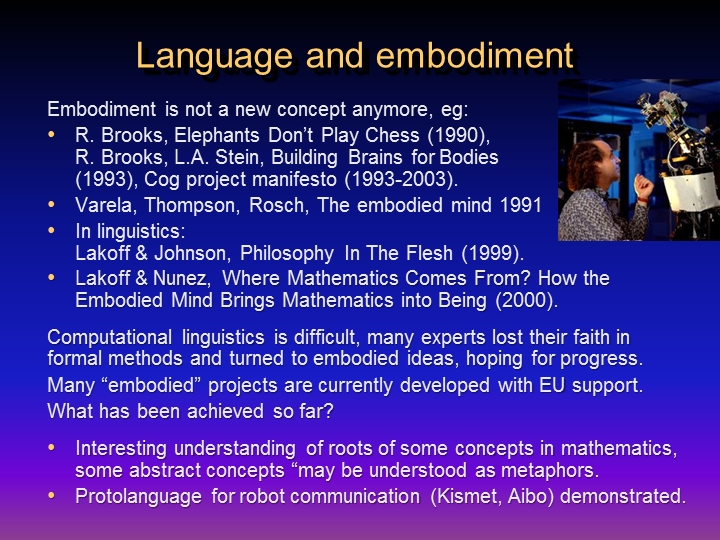 Language and embodiment
Embodiment is not a new concept anymore, eg:
• R. Brooks, Elephants Don’t Play Chess (1990),
R. Brooks, L.A. Stein, Building Brains for Bodies
(1993), Cog project manifesto (1993-2003).
• Varela, Thompson, Rosch, The embodied mind 1991
• In linguistics:
Lakoff & Johnson, Philosophy In The Flesh (1999).
• Lakoff & Nunez, Where Mathematics Comes From? How the
Embodied Mind Brings Mathematics into Being (2000).
Computational linguistics is difficult, many experts lost their faith in
formal methods and turned to embodied ideas, hoping for progress.
Many “embodied” projects are currently developed with EU support.
What has been achieved so far?
• Interesting understanding of roots of some concepts in mathematics,
some abstract concepts “may be understood as metaphors.
• Protolanguage for robot communication (Kismet, Aibo) demonstrated.